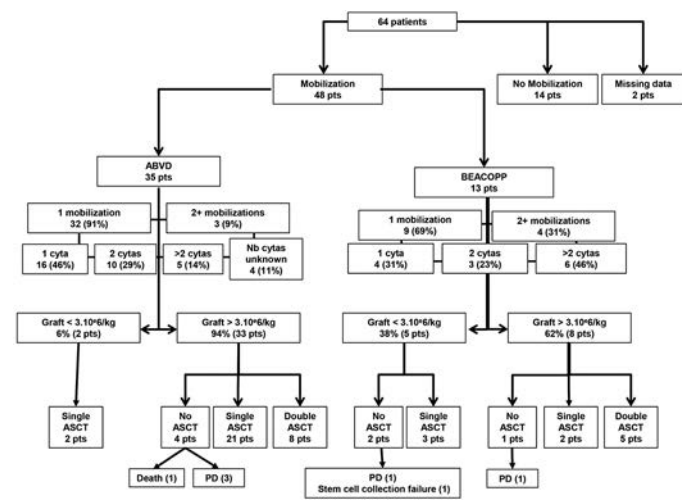 64 patients
Mobilization
48 pts
No Mobilization
14 pts
Missing data
2 pts
ABVD
35 pts
BEACOPP
13 pts
1 mobilization
32 (91%)
2+ mobilizations
3 (9%)
1 cyta
16 (46%)
2 cytas
10 (29%)
>2 cytas
5 (14%)
Nb cytas
unknown
4 (11%)
1 mobilization
9 (69%)
2+ mobilizations
4 (31%)
1 cyta
4 (31%)
2 cytas
3 (23%)
>2 cytas
6 (46%)
Graft < 3.10*6/kg
6% (2 pts)
Graft > 3.10*6/kg
94% (33 pts)
Graft < 3.10*6/kg
38% (5 pts)
Graft > 3.10*6/kg
62% (8 pts)
Single
ASCT
2 pts
No
ASCT
4 pts
Single
ASCT
21 pts
Double
ASCT
8 pts
No
ASCT
2 pts
Single
ASCT
3 pts
No
ASCT
1 pts
Single
ASCT
2 pts
Double
ASCT
5 pts
Death (1)
PD (3)
PD (1)
Stem cell collection failure (1)
PD (1)